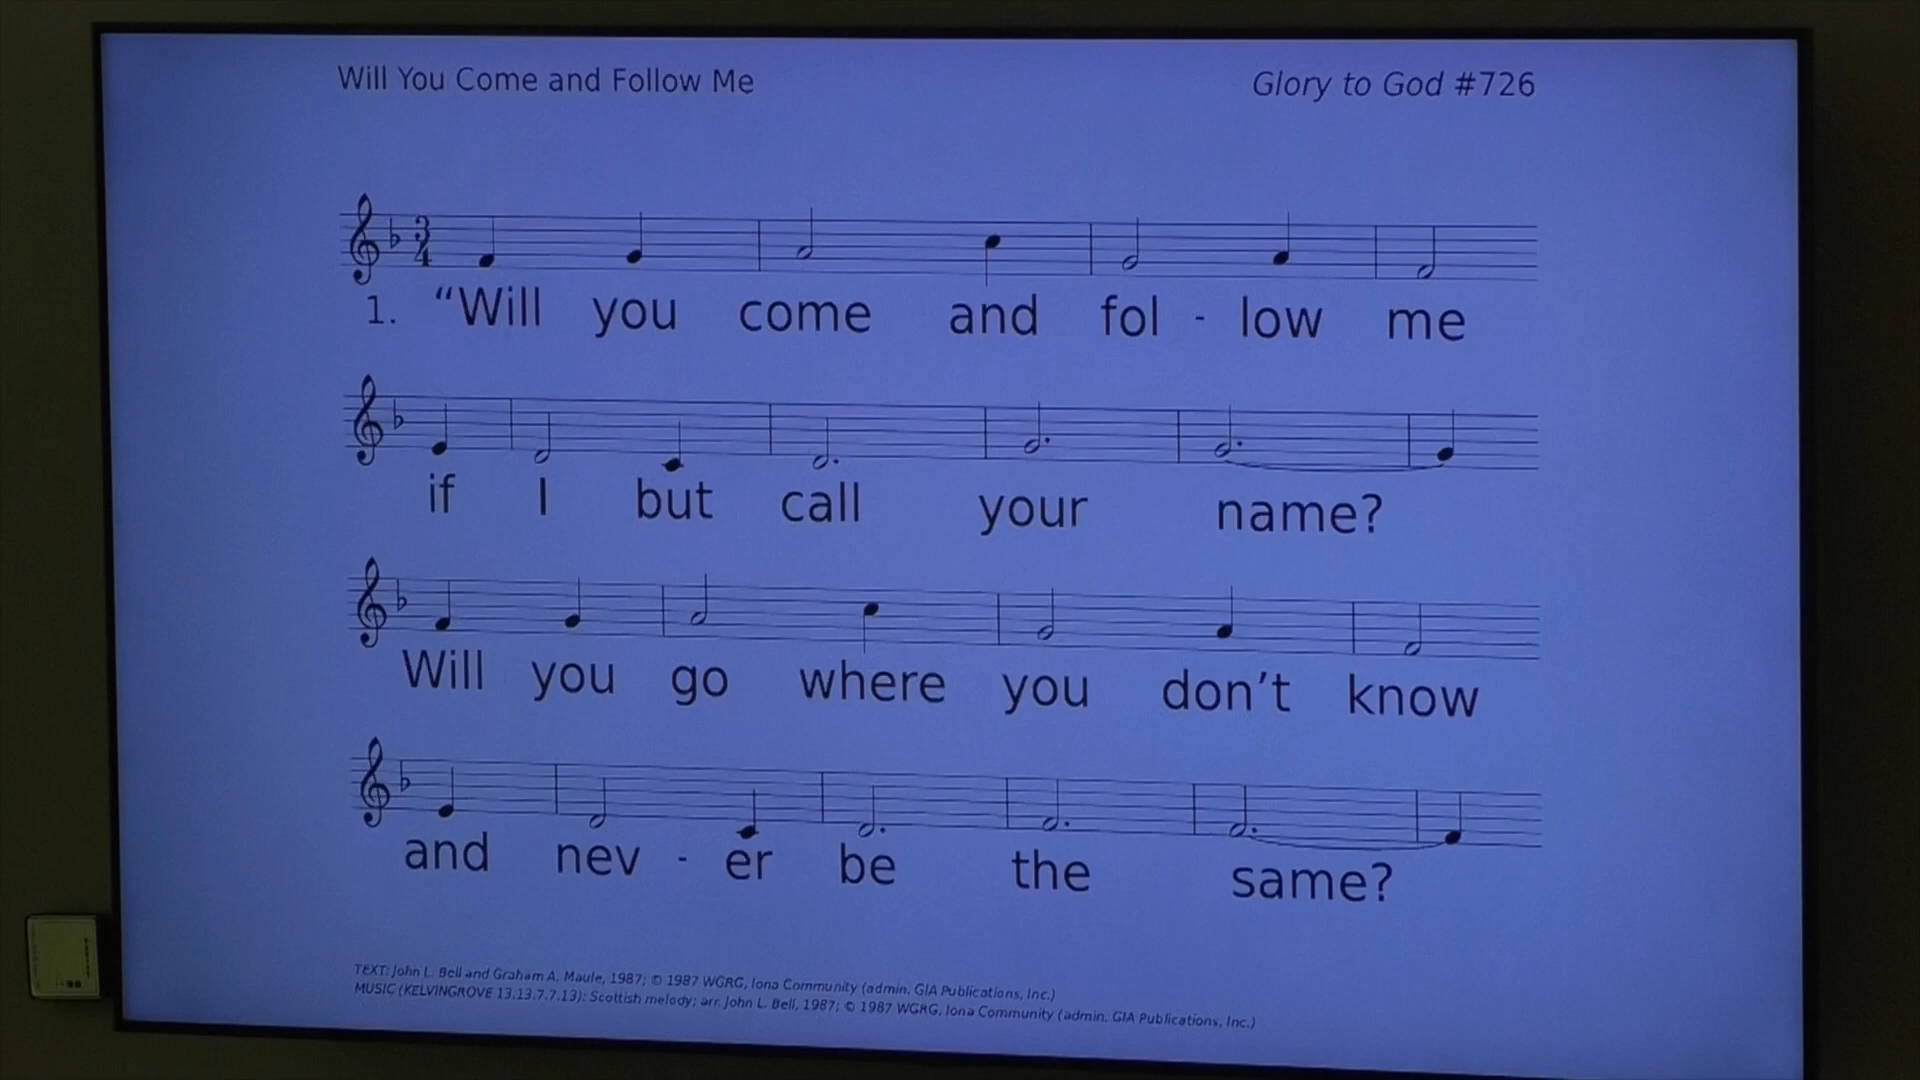 Will You Come and Follow Me
Glory to God #726
1. “Will you come and fol - low me
if I but call your name?
Will you go where you don’t know
and nev - er be the same?
TEXT: John L. Bell and Graham A. Maule, 1987; © 1987 WGRG, Iona Community (admin. GIA Publications, Inc.)
MUSIC (KELVINGROVE 13.13.7.7.13): Scottish melody; arr. John L. Bell, 1987; © 1987 WGRG, Iona Community (admin. GIA Publications, Inc.)